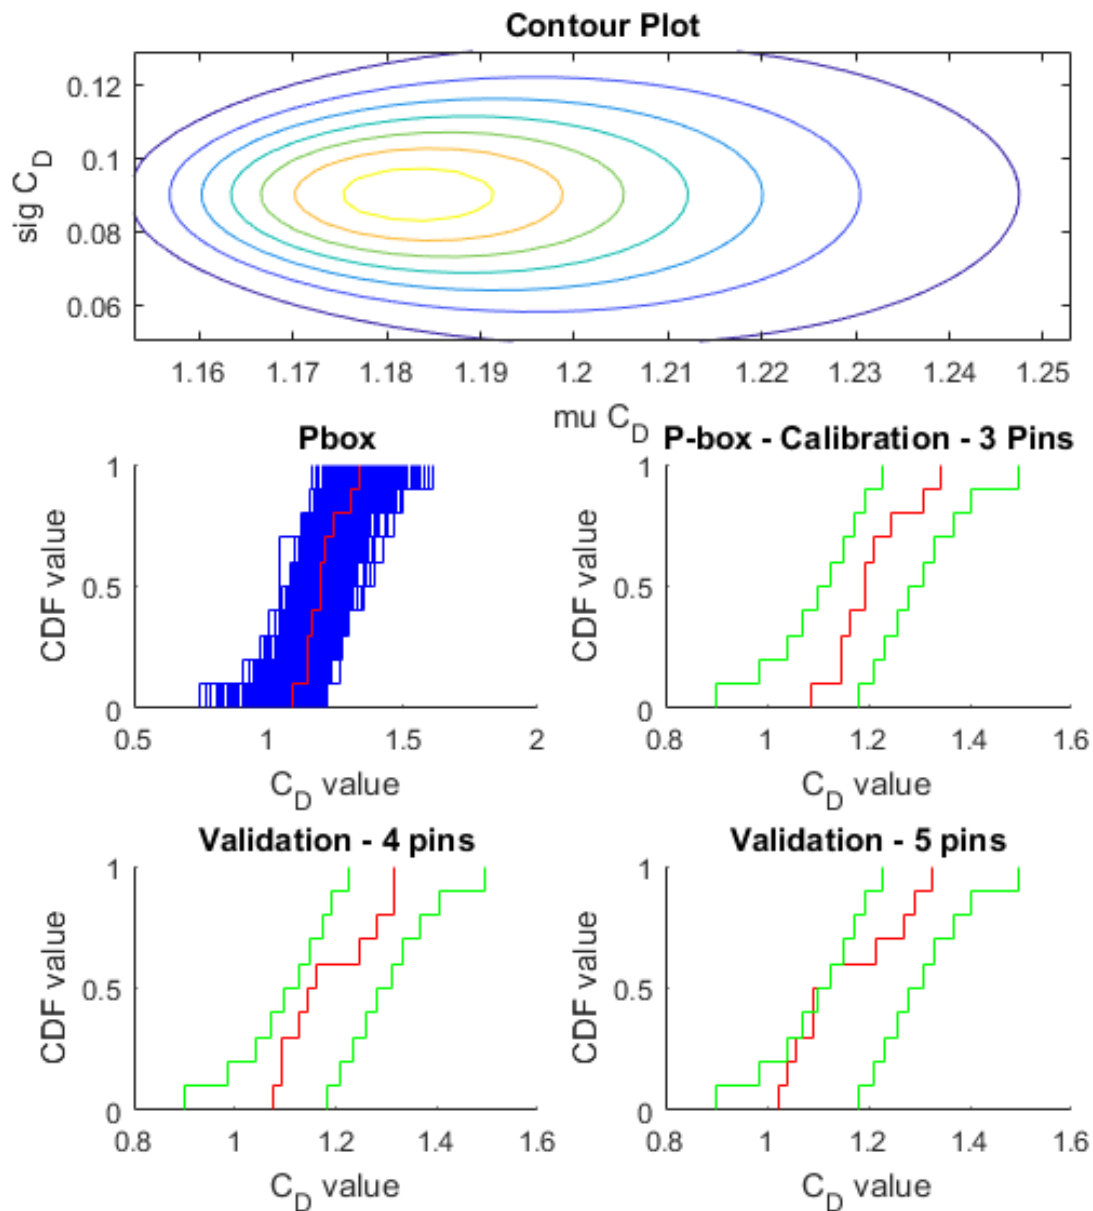 Contour Plot
sig C_D
0.12
0.1
0.08
0.06
1.16 1.17 1.18 1.19 1.2 1.21 1.22 1.23 1.24 1.25
mu C_D
Pbox
CDF value
1
0.5
0
0.5 1 1.5 2
C_D value
P-box - Calibration - 3 Pins
CDF value
1
0.5
0
0.8 1 1.2 1.4 1.6
C_D value
Validation - 4 pins
CDF value
1
0.5
0
0.8 1 1.2 1.4 1.6
C_D value
Validation - 5 pins
CDF value
1
0.5
0
0.8 1 1.2 1.4 1.6
C_D value